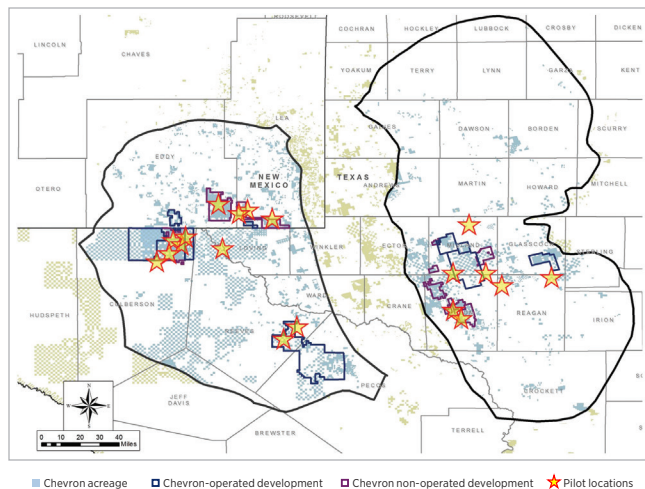 ROOSEVELT
COCHRAN
HOCKLEY
LUBBOCK
CROSBY
DICKEN
LINCOLN
CHAVES
YOAKUM
TERRY
LYNN
GARZA
KENT
LEA
GAINES
EDDY
DAWSON
BORDEN
SCURRY
OTERO
NEW
MEXICO
TEXAS
ANDREWS
MARTIN
HOWARD
MITCHELL
LOVING
WINKLER
ECTOR
MIDLAND
GLASSCOCK
STERLING
CULBERSON
WARD
CRANE
HUDSPETH
REEVES
REAGAN
IRION
JEFF
DAVIS
PECOS
CROCKETT
BREWSTER
TERRELL
N
W
E
S
0 5 10 20 30 40
Miles
Chevron acreage
Chevron-operated development
Chevron non-operated development
Pilot locations